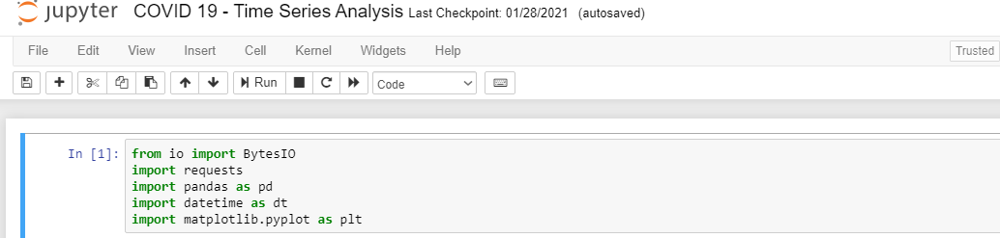 jupyter COVID 19 - Time Series Analysis Last Checkpoint: 01/28/2021 (autosaved)
File Edit View Insert Cell Kernel Widgets Help Trusted
Run Code
In [1]: from io import BytesIO
import requests
import pandas as pd
import datetime as dt
import matplotlib.pyplot as plt